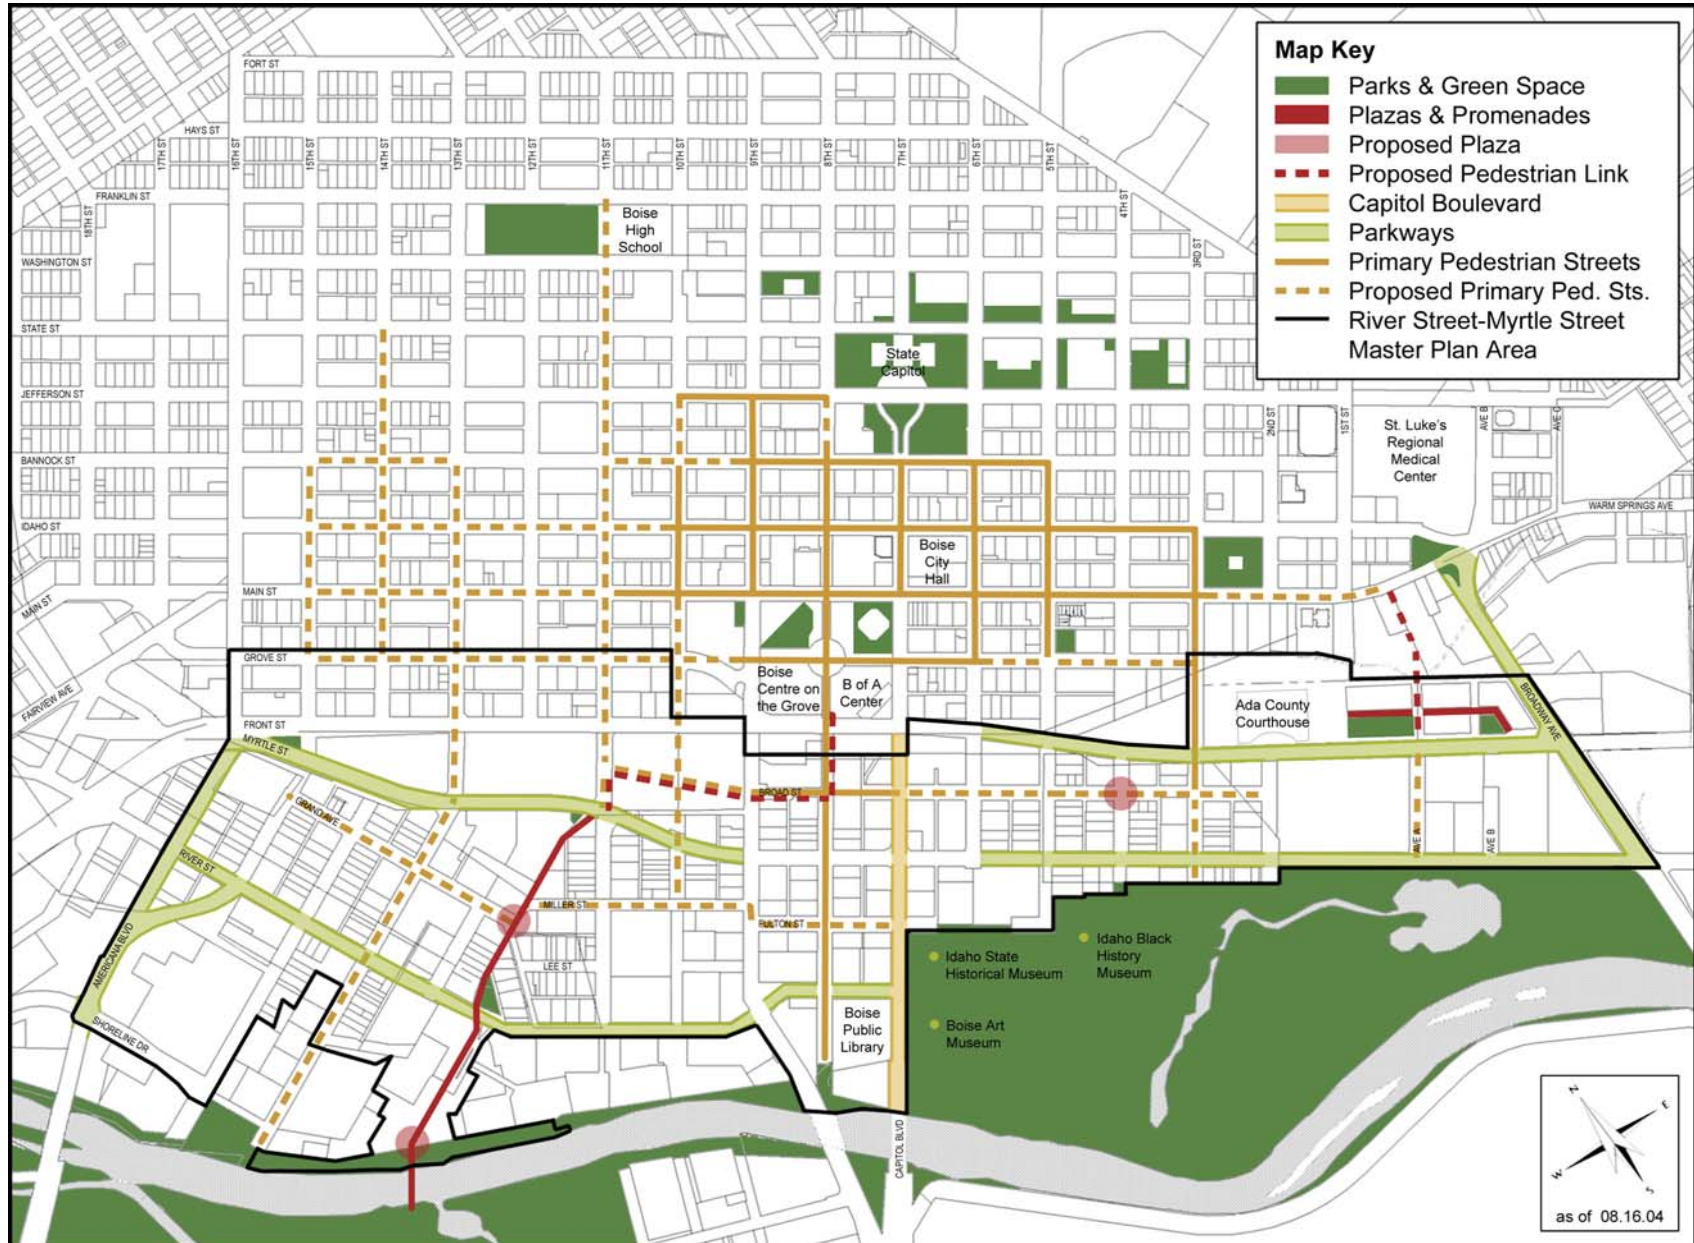 Map Key
Parks & Green Space
Plazas & Promenades
Proposed Plaza
Proposed Pedestrian Link
Capitol Boulevard
Parkways
Primary Pedestrian Streets
Proposed Primary Ped. Sts.
River Street-Myrtle Street
Master Plan Area
FORT ST
HAYS ST
17TH ST
16TH ST
15TH ST
14TH ST
13TH ST
12TH ST
11TH ST
10TH ST
9TH ST
8TH ST
7TH ST
6TH ST
5TH ST
4TH ST
3RD ST
FRANKLIN ST
18TH ST
Boise
High
School
WASHINGTON ST
STATE ST
State
Capitol
JEFFERSON ST
2ND ST
1ST ST
AVE B
AVE C
St. Luke's
Regional
Medical
Center
BANNOCK ST
WARM SPRINGS AVE
IDAHO ST
Boise
City
Hall
MAIN ST
MAIN ST
GROVE ST
Boise
Centre on
the Grove
B of A
Center
FAIRVIEW AVE
Ada County
Courthouse
BROADWAY AVE
FRONT ST
MYRTLE ST
BROAD ST
GRAND AVE
AVE A
AVE B
RIVER ST
MILLER ST
FULTON ST
AMERICANA BLVD
LEE ST
Idaho State
Historical Museum
Idaho Black
History
Museum
SHORELINE DR
Boise
Public
Library
Boise Art
Museum
CAPITOL BLVD
N
E
W
S
as of 08.16.04